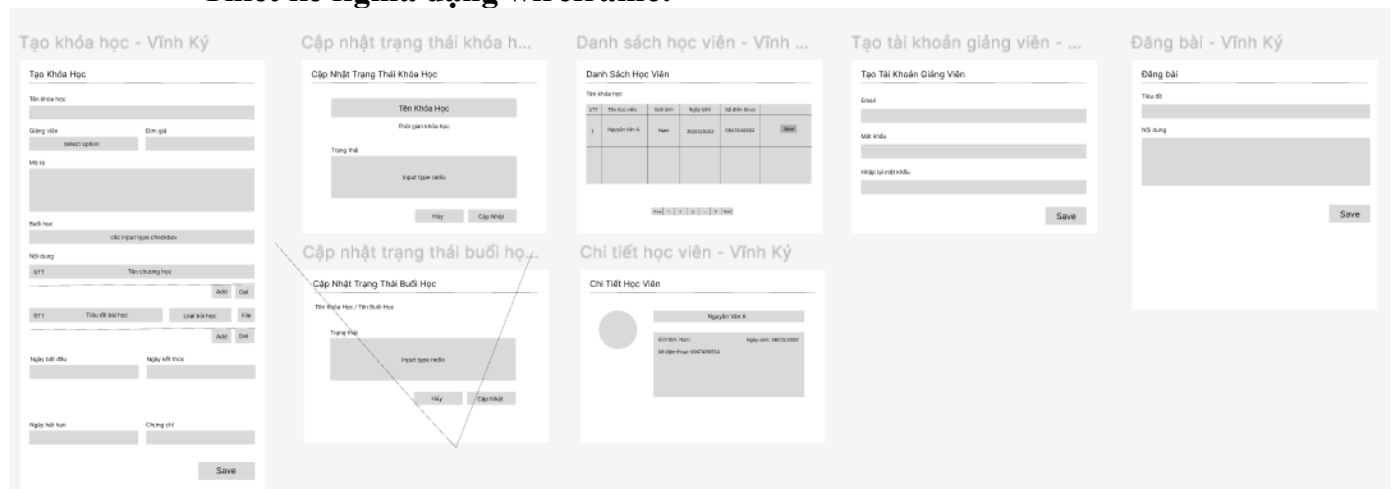 Thiết kế nghĩa dạng wireframe:
Tạo khóa học - Vĩnh Ký
Cập nhật trạng thái khóa h...
Danh sách học viên - Vĩnh ...
Tạo tài khoản giảng viên - ...
Đăng bài - Vĩnh Ký
Tạo Khóa Học
Tên khóa học
Giảng viên
Đơn giá
select option
Mô tả
Buổi học
các input type checkbox
Nội dung
STT
Tên chương học
Add
Del
STT
Tiêu đề bài học
Loại bài học
File
Add
Del
Ngày bắt đầu
Ngày kết thúc
Ngày hết hạn
Chứng chỉ
Save
Cập Nhật Trạng Thái Khóa Học
Tên Khóa Học
Thời gian khóa học
Trạng thái
input type radio
Hủy
Cập Nhật
Danh Sách Học Viên
Tên khóa học
STT
Tên học viên
Giới tính
Ngày sinh
Số điện thoại
1
Nguyễn Văn A
Nam
Tạo Tài Khoản Giảng Viên
Email
Mật khẩu
Nhập lại mật khẩu
Save
Đăng bài
Tiêu đề
Nội dung
Save
Cập nhật trạng thái buổi họ...
Cập Nhật Trạng Thái Buổi Học
Tên Khóa Học / Tên Buổi Học
Trạng thái
input type radio
Hủy
Cập Nhật
Chi tiết học viên - Vĩnh Ký
Chi Tiết Học Viên
Nguyễn Văn A
Giới tính: Nam
Ngày sinh:
Số điện thoại: